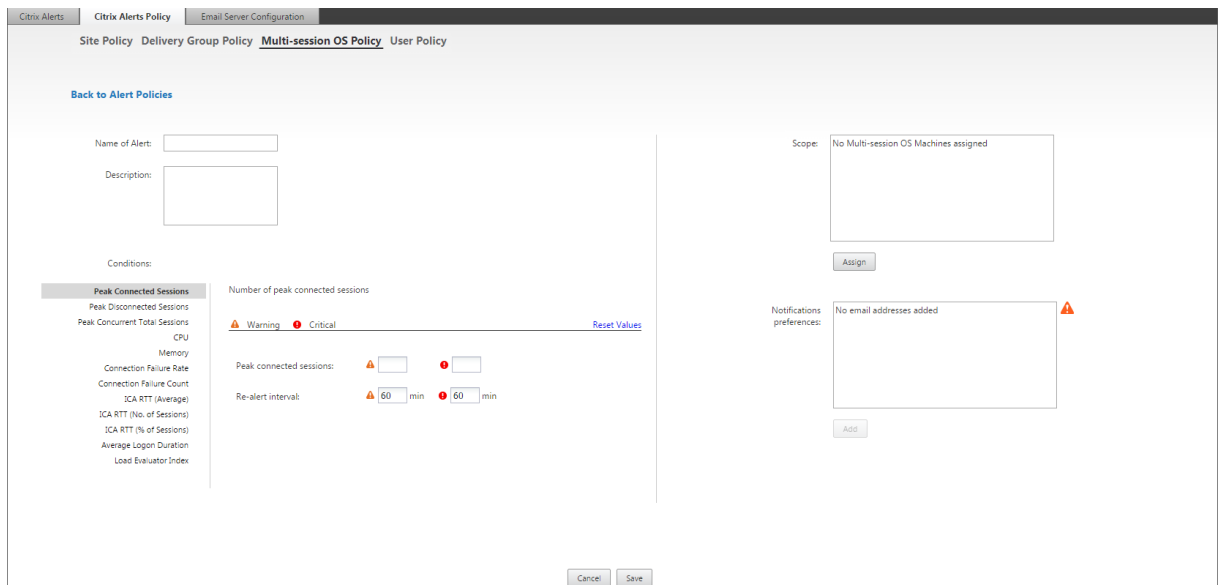 Citrix Alerts Citrix Alerts Policy Email Server Configuration
Site Policy Delivery Group Policy Multi-session OS Policy User Policy
Back to Alert Policies
Name of Alert:
Description:
Conditions:
Peak Connected Sessions
Peak Disconnected Sessions
Peak Concurrent Total Sessions
CPU
Memory
Connection Failure Rate
Connection Failure Count
ICA RTT (Average)
ICA RTT (No. of Sessions)
ICA RTT (% of Sessions)
Average Logon Duration
Load Evaluator Index
Number of peak connected sessions
Warning Critical Reset Values
Peak connected sessions:
Re-alert interval: 60 min 60 min
Scope: No Multi-session OS Machines assigned
Assign
Notifications preferences: No email addresses added
Add
Cancel Save